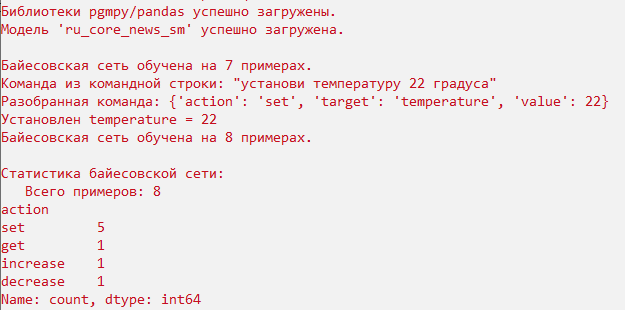 Библиотеки pgmpy/pandas успешно загружены.
Модель 'ru_core_news_sm' успешно загружена.
Байесовская сеть обучена на 7 примерах.
Команда из командной строки: "установи температуру 22 градуса"
Разобранная команда: {'action': 'set', 'target': 'temperature', 'value': 22}
Установлен temperature = 22
Байесовская сеть обучена на 8 примерах.
Статистика байесовской сети:
Всего примеров: 8
action
set 5
get 1
increase 1
decrease 1
Name: count, dtype: int64